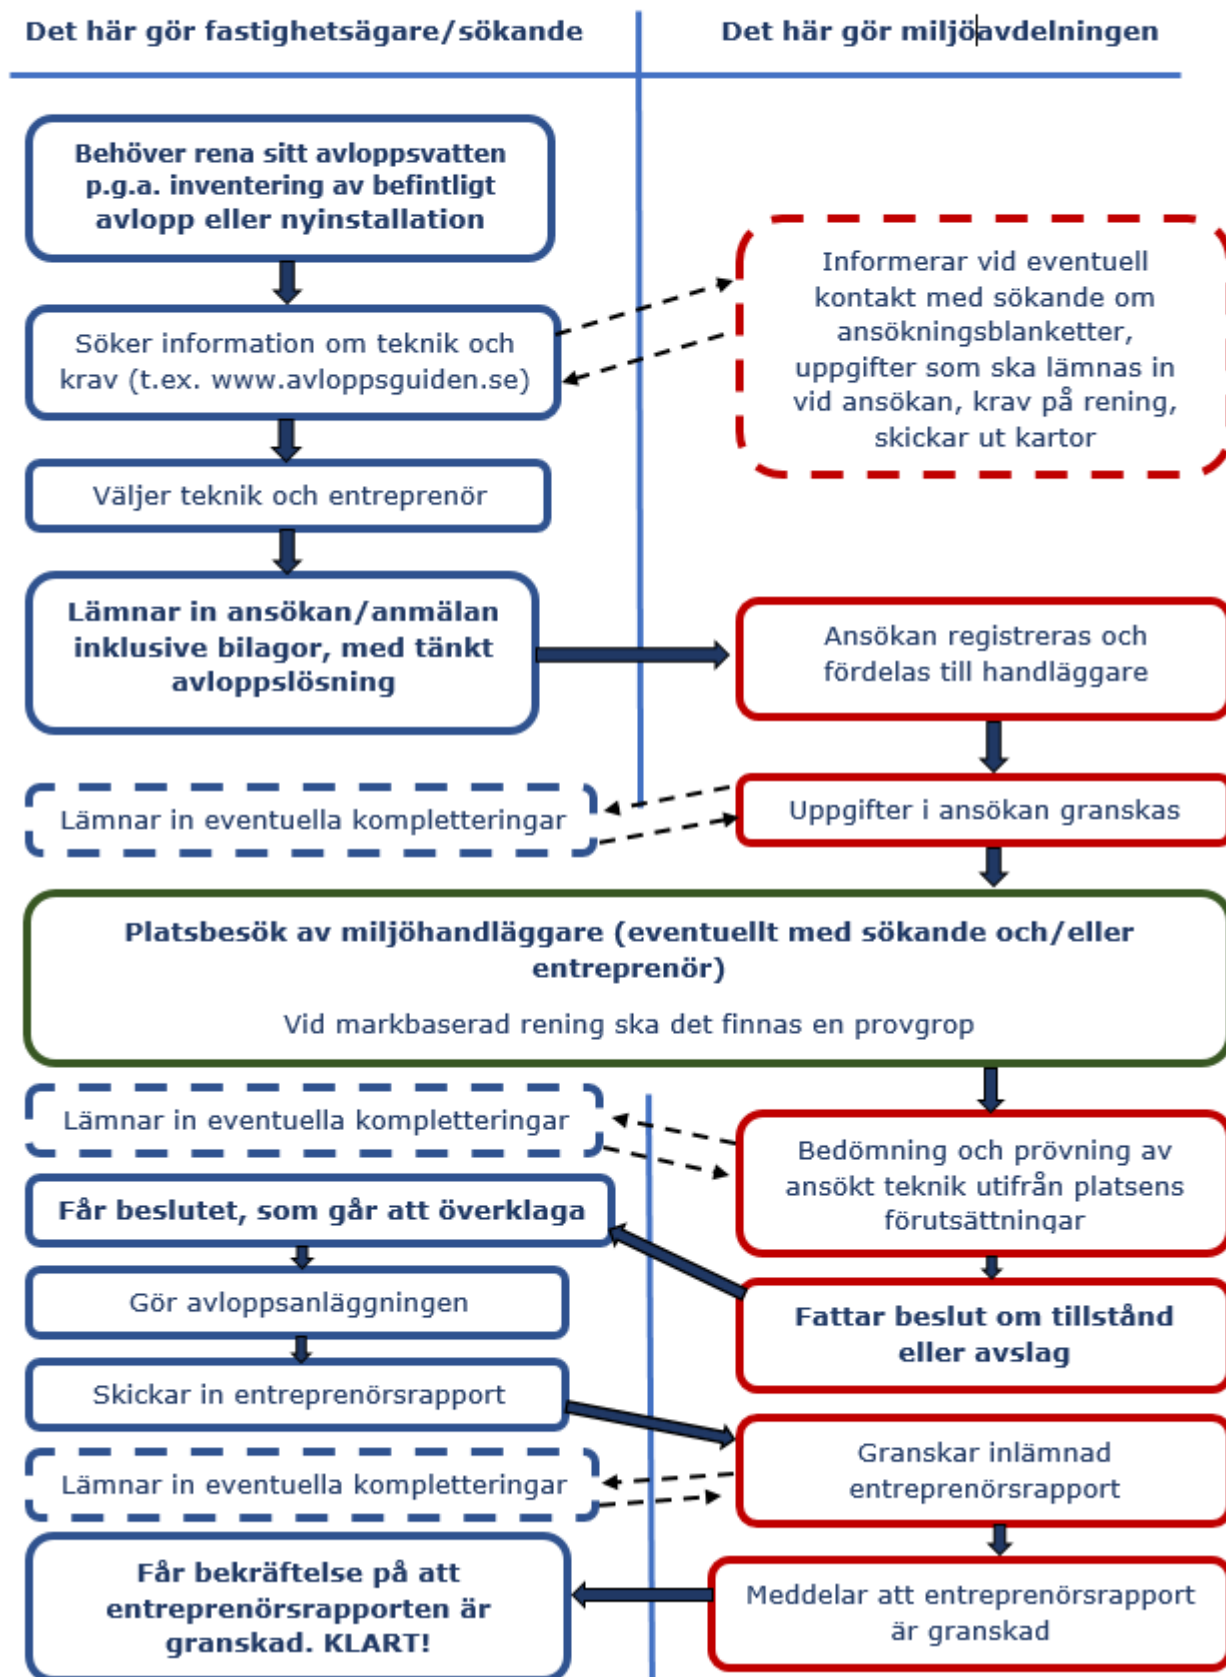 Det här gör fastighetsägare/sökande
Det här gör miljöavdelningen
Behöver rena sitt avloppsvatten
p.g.a. inventering av befintligt
avlopp eller nyinstallation
Informerar vid eventuell
kontakt med sökande om
ansökningsblanketter,
uppgifter som ska lämnas in
vid ansökan, krav på rening,
skickar ut kartor
Söker information om teknik och
krav (t.ex. www.avloppsguiden.se)
Väljer teknik och entreprenör
Lämnar in ansökan/anmälan
inklusive bilagor, med tänkt
avloppslösning
Ansökan registreras och
fördelas till handläggare
Uppgifter i ansökan granskas
Lämnar in eventuella kompletteringar
Platsbesök av miljöhandläggare (eventuellt med sökande och/eller
entreprenör)
Vid markbaserad rening ska det finnas en provgrop
Lämnar in eventuella kompletteringar
Bedömning och prövning av
ansökt teknik utifrån platsens
förutsättningar
Får beslutet, som går att överklaga
Fattar beslut om tillstånd
eller avslag
Gör avloppsanläggningen
Skickar in entreprenörsrapport
Granskar inlämnad
entreprenörsrapport
Lämnar in eventuella kompletteringar
Meddelar att entreprenörsrapport
är granskad
Får bekräftelse på att
entreprenörsrapporten är
granskad. KLART!